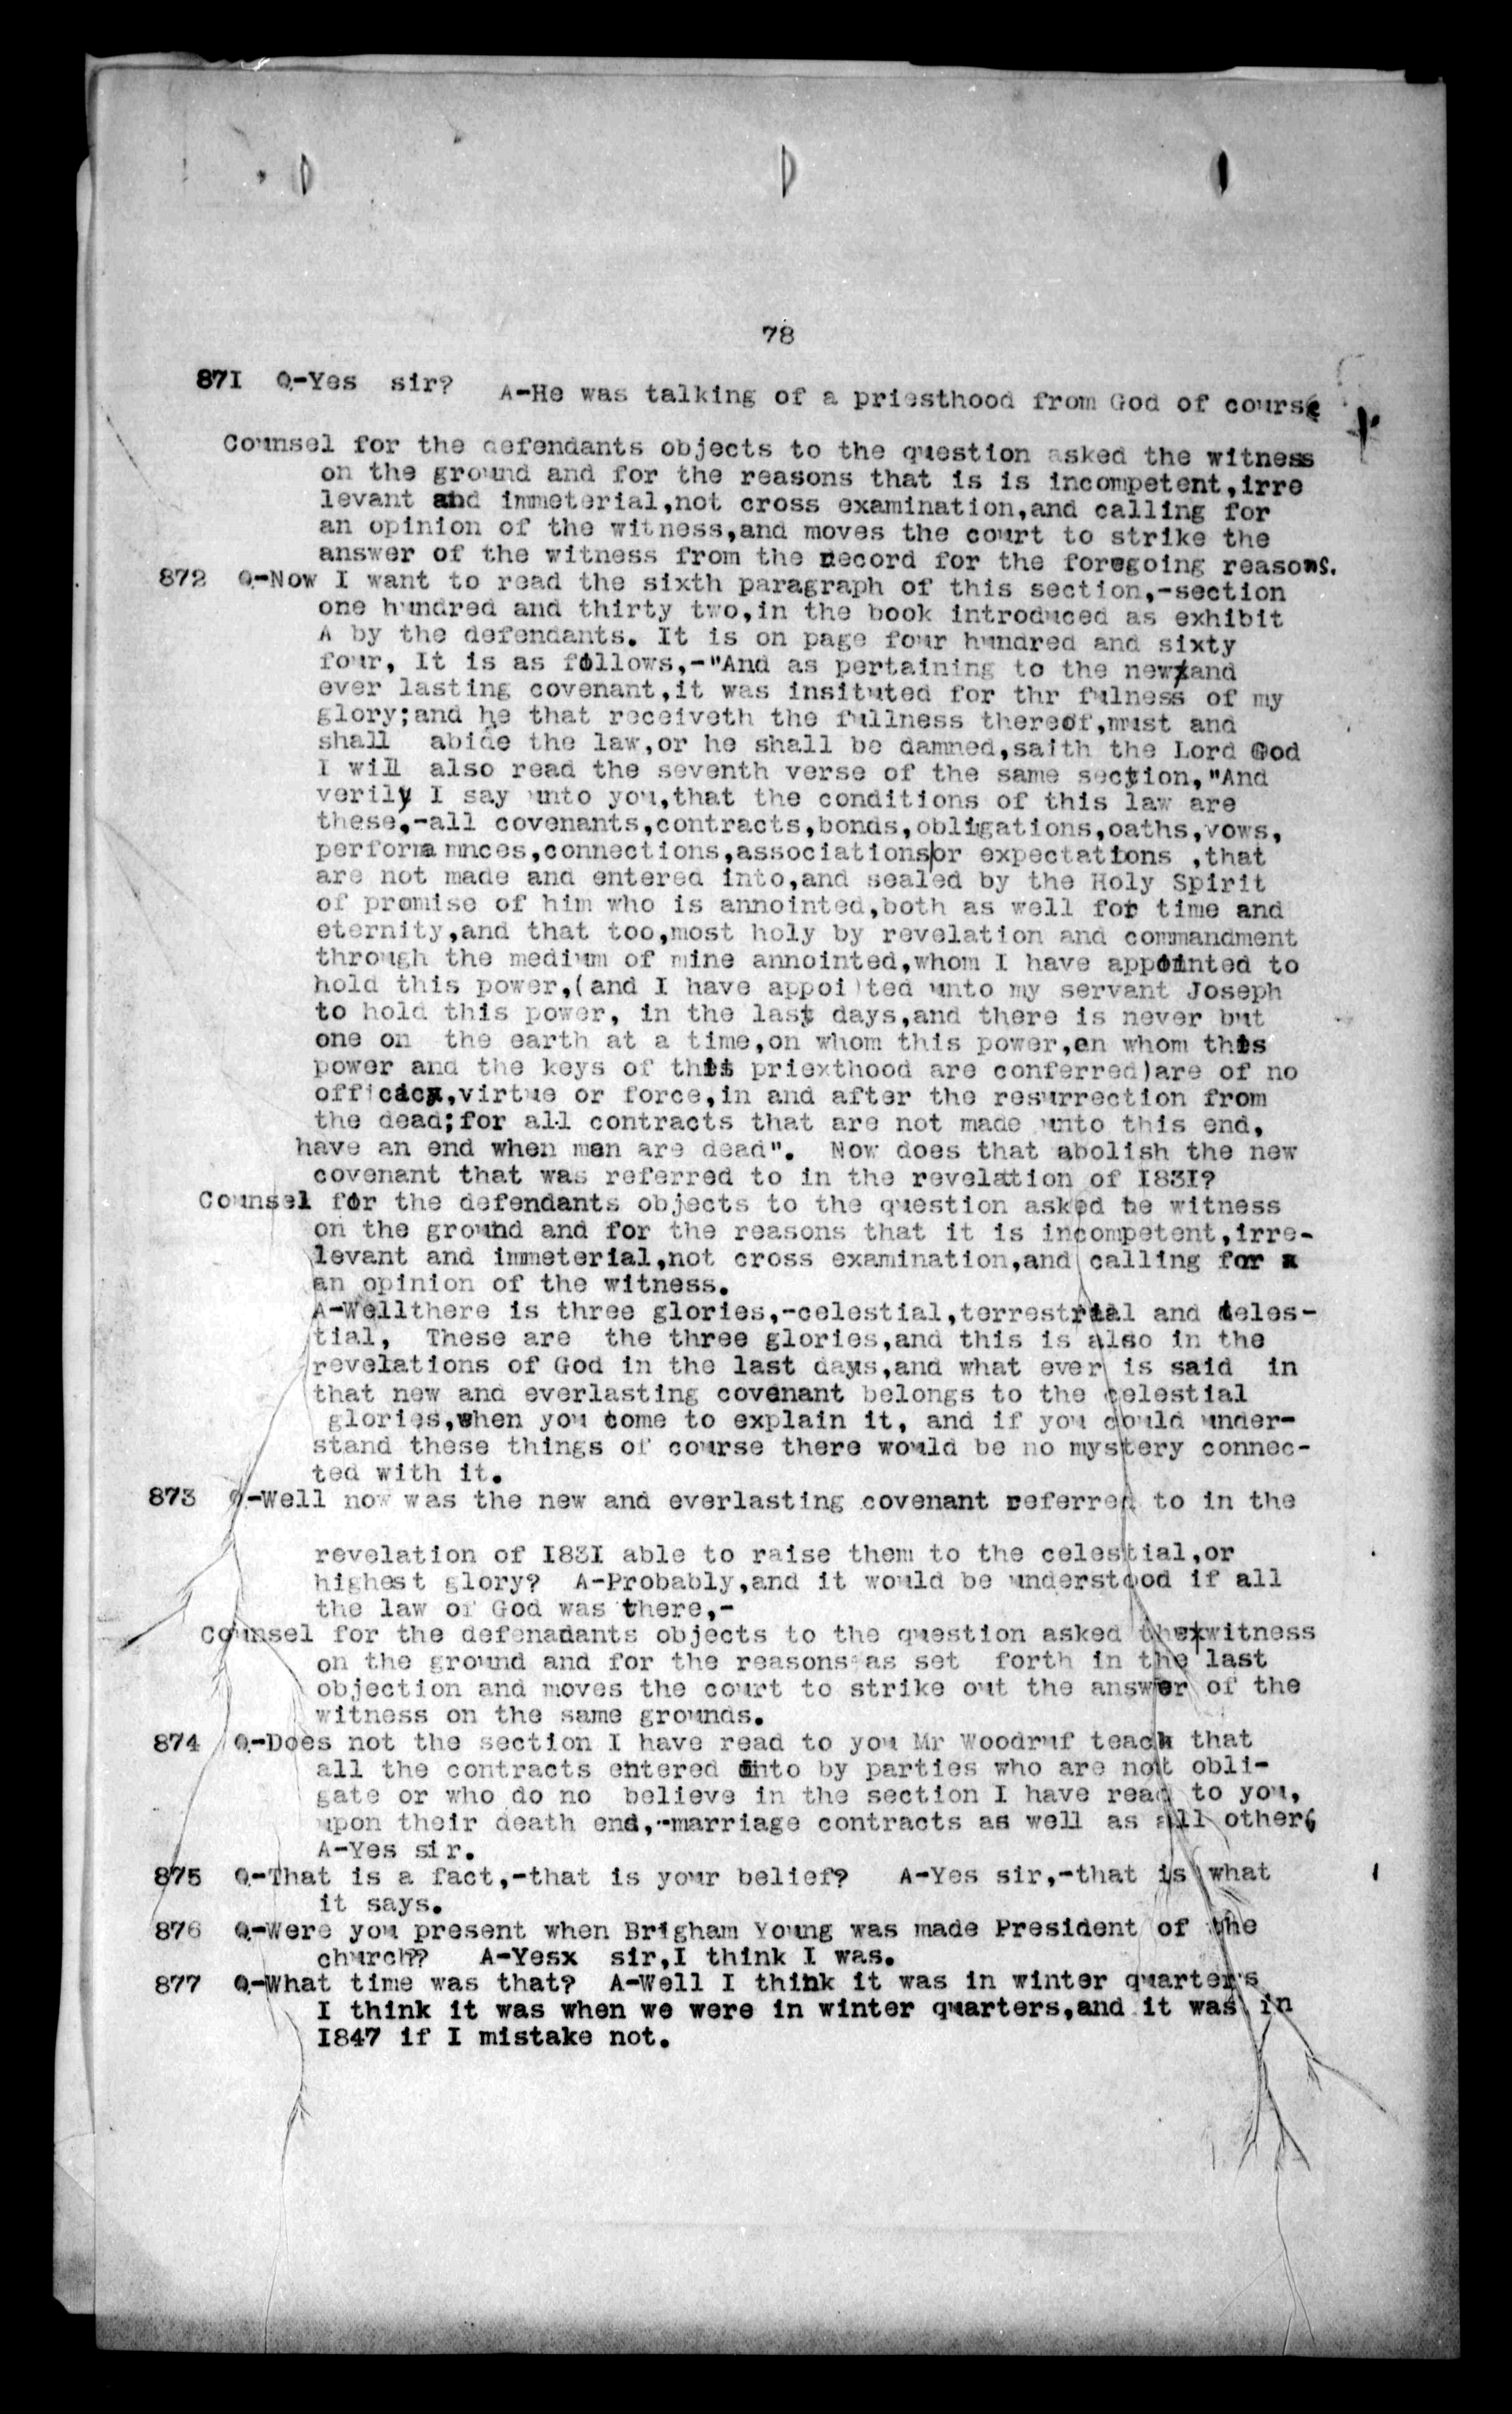 78
871 Q-Yes sir? A-He was talking of a priesthood from God of course
Counsel for the defendants objects to the question asked the witness
on the ground and for the reasons that is is incompetent,irre
levant and immeterial,not cross examination,and calling for
an opinion of the witness,and moves the court to strike the
answer of the witness from the record for the foregoing reasons.
872 Q-Now I want to read the sixth paragraph of this section,-section
one hundred and thirty two,in the book introduced as exhibit
A by the defendants. It is on page four hundred and sixty
four, It is as follows,-"And as pertaining to the new and
ever lasting covenant,it was insituted for thr fulness of my
glory;and he that receiveth the fullness thereof,must and
shall abide the law,or he shall be damned,saith the Lord God
I will also read the seventh verse of the same section,"And
verily I say unto you,that the conditions of this law are
these,-all covenants,contracts,bonds,obligations,oaths,vows,
performa mnces,connections,associations or expectations ,that
are not made and entered into,and sealed by the Holy Spirit
of promise of him who is annointed,both as well for time and
eternity,and that too,most holy by revelation and commandment
through the medium of mine annointed,whom I have appointed to
hold this power,(and I have appoi ted unto my servant Joseph
to hold this power, in the last days,and there is never but
one on the earth at a time,on whom this power,on whom this
power and the keys of this priexthood are conferred)are of no
efficacy,virtue or force,in and after the resurrection from
the dead;for all contracts that are not made unto this end,
have an end when men are dead". Now does that abolish the new
covenant that was referred to in the revelation of 1831?
Counsel for the defendants objects to the question asked he witness
on the ground and for the reasons that it is incompetent,irre-
levant and immeterial,not cross examination,and calling for a
an opinion of the witness.
A-Wellthere is three glories,-celestial,terrestrial and teles-
tial, These are the three glories,and this is also in the
revelations of God in the last days,and what ever is said in
that new and everlasting covenant belongs to the celestial
glories,when you come to explain it, and if you could under-
stand these things of course there would be no mystery connec-
ted with it.
873 Q-Well now was the new and everlasting covenant referred to in the
revelation of 1831 able to raise them to the celestial,or
highest glory? A-Probably,and it would be understood if all
the law of God was there,-
Counsel for the defenadants objects to the question asked the witness
on the ground and for the reasons as set forth in the last
objection and moves the court to strike out the answer of the
witness on the same grounds.
874 Q-Does not the section I have read to you Mr Woodruf teach that
all the contracts entered into by parties who are not obli-
gate or who do no believe in the section I have read to you,
upon their death end,-marriage contracts as well as all others
A-Yes sir.
875 Q-That is a fact,-that is your belief? A-Yes sir,-that is what
it says.
876 Q-Were you present when Brigham Young was made President of the
church?? A-Yesx sir,I think I was.
877 Q-What time was that? A-Well I think it was in winter quarters
I think it was when we were in winter quarters,and it was in
1847 if I mistake not.